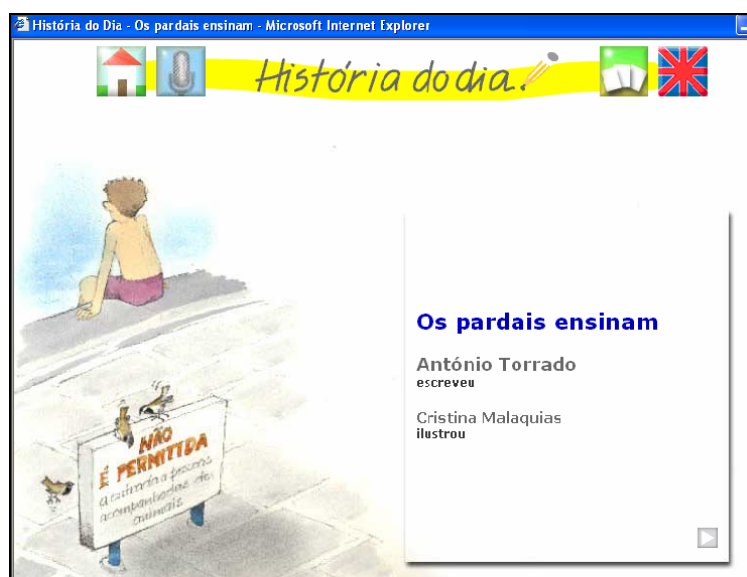 História do Dia - Os pardais ensinam - Microsoft Internet Explorer
História do dia.
Os pardais ensinam
António Torrado
escreveu
Cristina Malaquias
ilustrou
NÃO
É PERMITIDA
a entrada a pessoas
acompanhadas de
animais